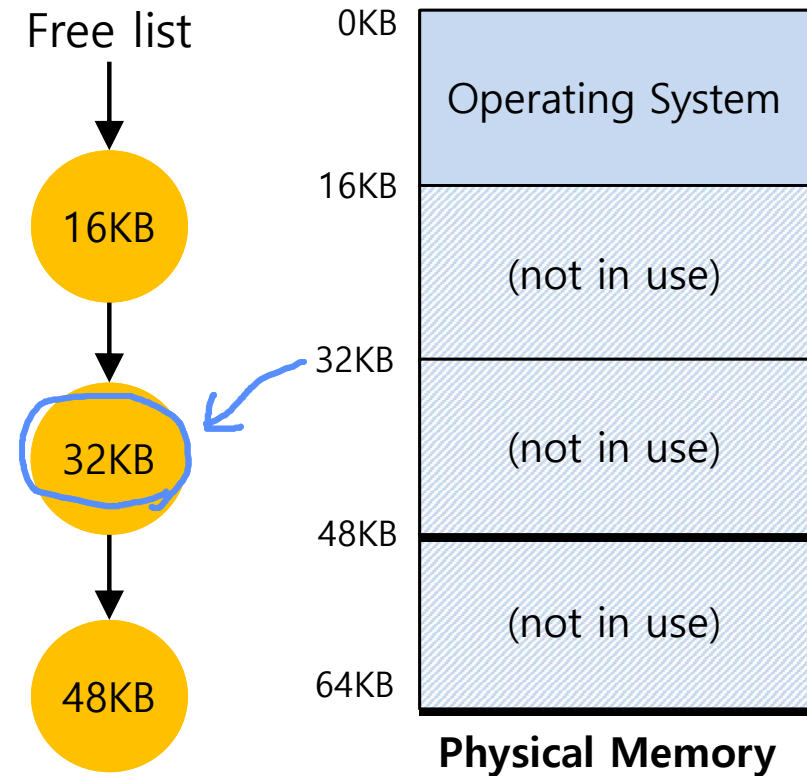 Free list
16KB
32KB
48KB
0KB
Operating System
16KB
(not in use)
32KB
(not in use)
48KB
(not in use)
64KB
Physical Memory